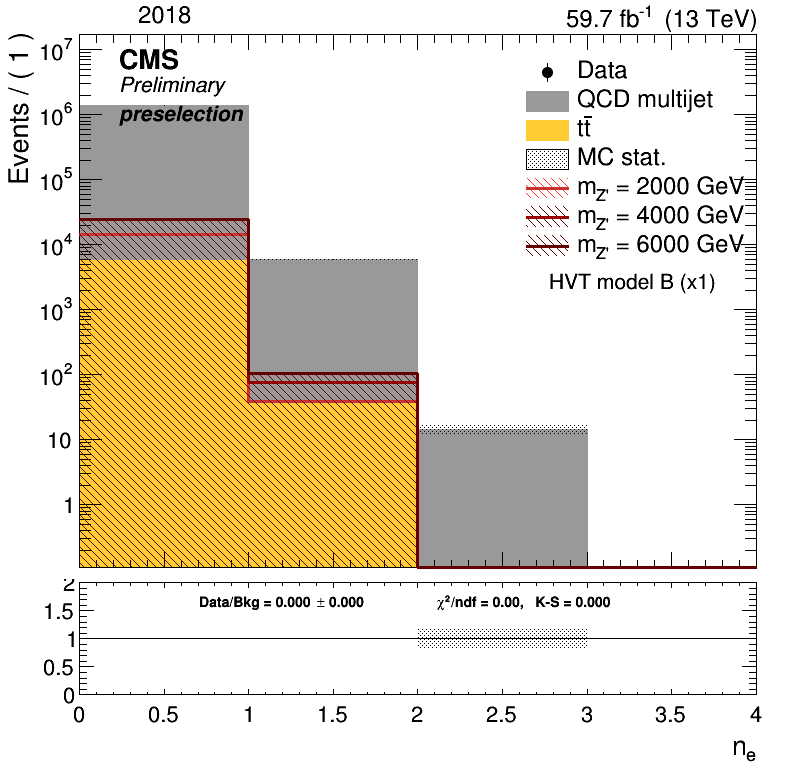 2018
59.7 fb⁻¹ (13 TeV)
Events / ( 1 )
CMS
Preliminary
preselection
Data
QCD multijet
tt̄
MC stat.
m_Z' = 2000 GeV
m_Z' = 4000 GeV
m_Z' = 6000 GeV
HVT model B (x1)
10⁷
10⁶
10⁵
10⁴
10³
10²
10
1
Data/Bkg = 0.000 ± 0.000
χ²/ndf = 0.00, K-S = 0.000
2
1.5
1
0.5
0
0 0.5 1 1.5 2 2.5 3 3.5 4
n_e